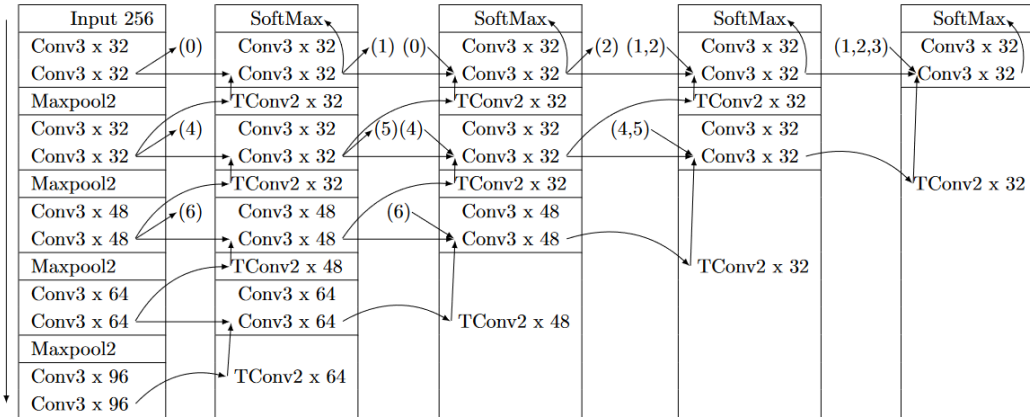 Input 256 SoftMax SoftMax SoftMax SoftMax
Conv3 x 32 (0) Conv3 x 32 (1) (0) Conv3 x 32 (2) (1,2) Conv3 x 32 (1,2,3) Conv3 x 32
Conv3 x 32 Conv3 x 32 Conv3 x 32 Conv3 x 32 Conv3 x 32
Maxpool2 TConv2 x 32 TConv2 x 32 TConv2 x 32
Conv3 x 32 (4) Conv3 x 32 (5)(4) Conv3 x 32 (4,5) Conv3 x 32
Conv3 x 32 Conv3 x 32 Conv3 x 32 Conv3 x 32
Maxpool2 TConv2 x 32 TConv2 x 32 TConv2 x 32
Conv3 x 48 (6) Conv3 x 48 (6) Conv3 x 48
Conv3 x 48 Conv3 x 48 Conv3 x 48
Maxpool2 TConv2 x 48 TConv2 x 32
Conv3 x 64 Conv3 x 64
Conv3 x 64 Conv3 x 64 TConv2 x 48
Maxpool2
Conv3 x 96 TConv2 x 64
Conv3 x 96